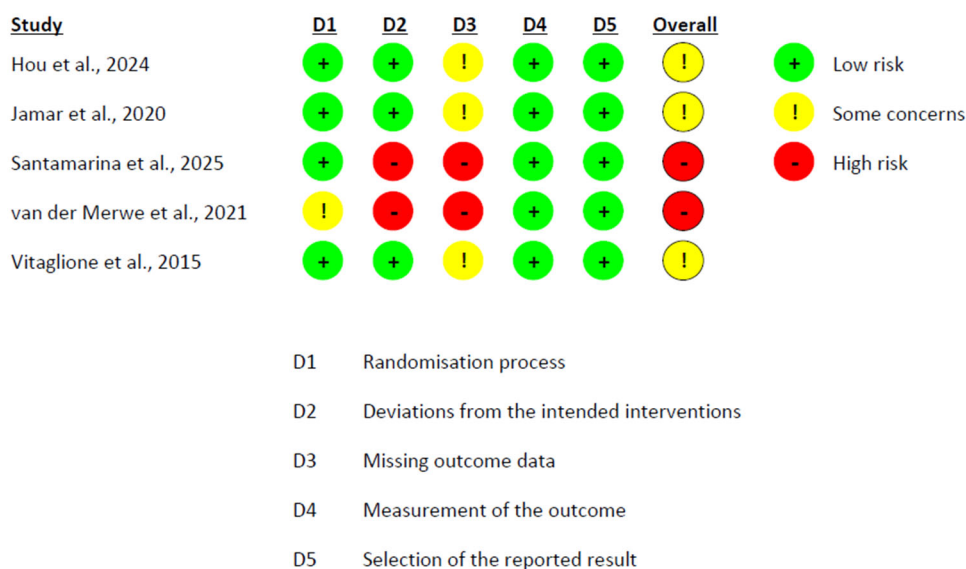 Study D1 D2 D3 D4 D5 Overall
Hou et al., 2024 + + ! + + ! + Low risk
Jamar et al., 2020 + + ! + + ! ! Some concerns
Santamarina et al., 2025 + - - + + - - High risk
van der Merwe et al., 2021 ! - - + + -
Vitaglione et al., 2015 + + ! + + !
D1 Randomisation process
D2 Deviations from the intended interventions
D3 Missing outcome data
D4 Measurement of the outcome
D5 Selection of the reported result